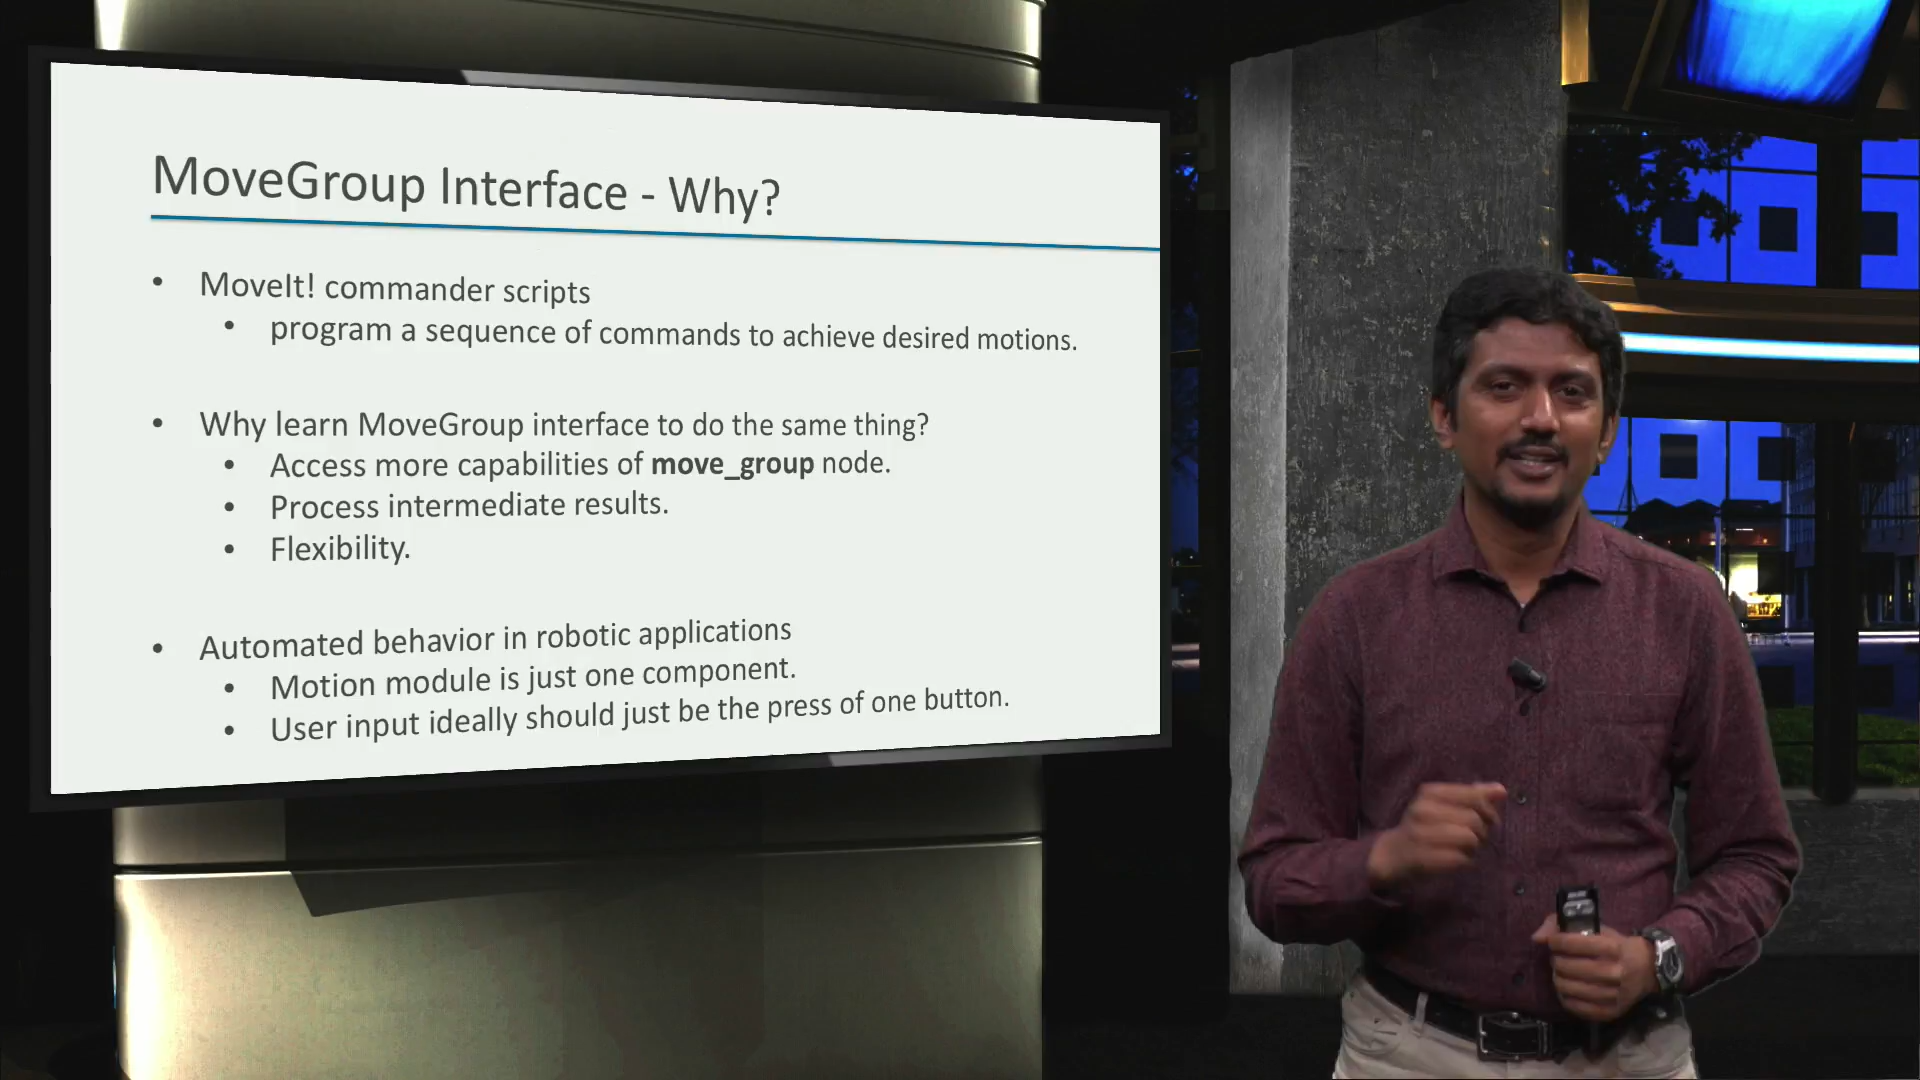 MoveGroup Interface - Why?
• MoveIt! commander scripts
• program a sequence of commands to achieve desired motions.
• Why learn MoveGroup interface to do the same thing?
• Access more capabilities of move_group node.
• Process intermediate results.
• Flexibility.
• Automated behavior in robotic applications
• Motion module is just one component.
• User input ideally should just be the press of one button.